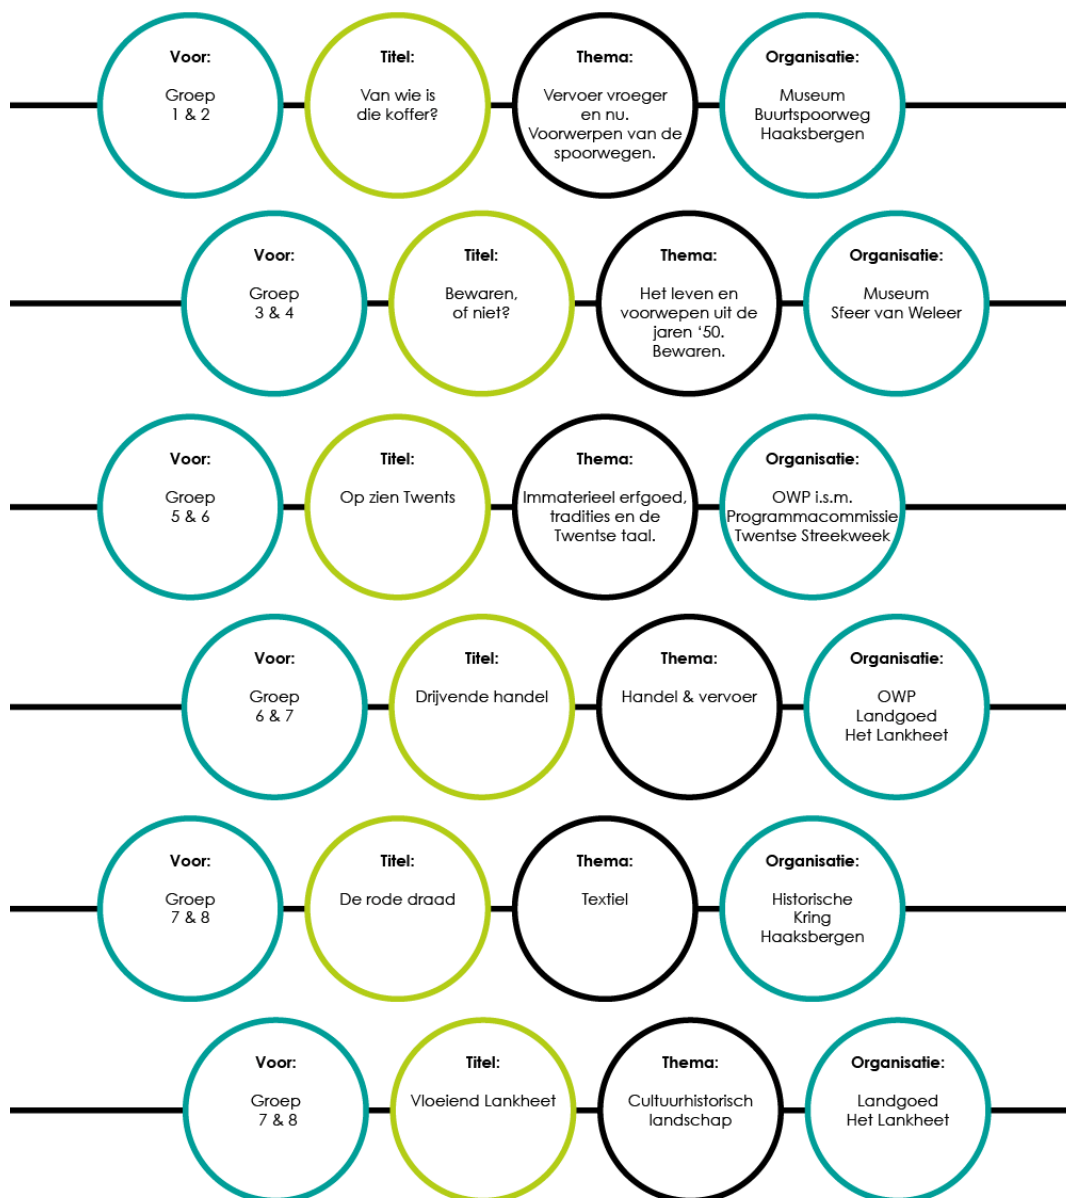 Voor:
Groep
1 & 2
Titel:
Van wie is
die koffer?
Thema:
Vervoer vroeger
en nu.
Voorwerpen van de
spoorwegen.
Organisatie:
Museum
Buurtspoorweg
Haaksbergen
Voor:
Groep
3 & 4
Titel:
Bewaren,
of niet?
Thema:
Het leven en
voorwepen uit de
jaren ‘50.
Bewaren.
Organisatie:
Museum
Sfeer van Weleer
Voor:
Groep
5 & 6
Titel:
Op zien Twents
Thema:
Immaterieel erfgoed,
tradities en de
Twentse taal.
Organisatie:
OWP i.s.m.
Programmacommissie
Twentse Streekweek
Voor:
Groep
6 & 7
Titel:
Drijvende handel
Thema:
Handel & vervoer
Organisatie:
OWP
Landgoed
Het Lankheet
Voor:
Groep
7 & 8
Titel:
De rode draad
Thema:
Textiel
Organisatie:
Historische
Kring
Haaksbergen
Voor:
Groep
7 & 8
Titel:
Vloeiend Lankheet
Thema:
Cultuurhistorisch
landschap
Organisatie:
Landgoed
Het Lankheet